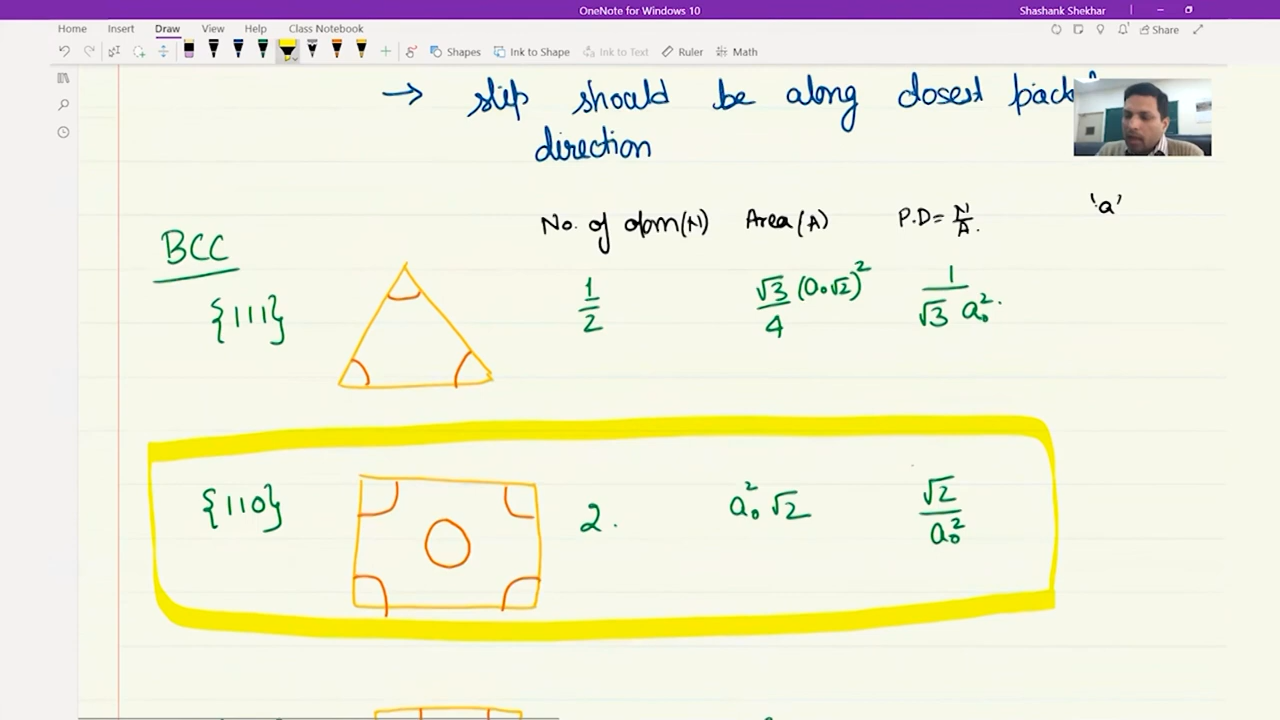 OneNote for Windows 10
Shashank Shekhar
Home Insert Draw View Help Class Notebook
Share
Shapes Ink to Shape Ink to Text Ruler Math
→ slip should be along closest pack
direction
No. of atom(N) Area(A) P.D = N/A. 'a'
BCC
{111} 1/2 √3/4 (a₀√2)² 1/√3 a₀².
{110} 2. a₀²√2 √2/a₀²